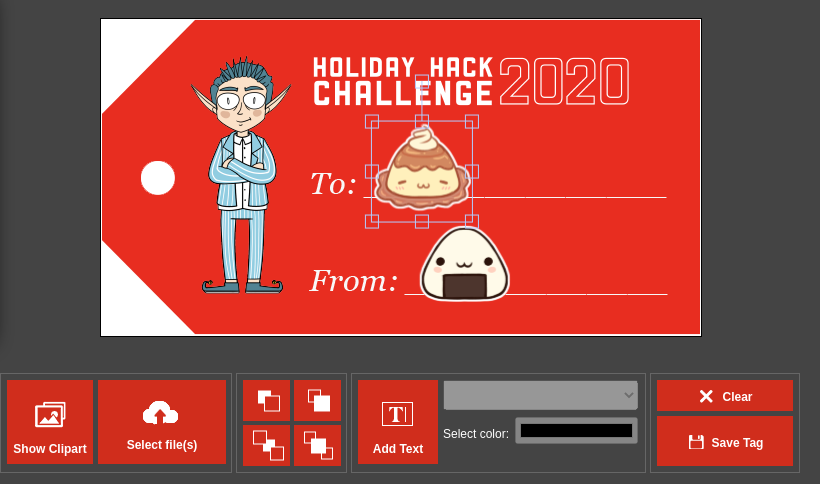 HOLIDAY HACK
CHALLENGE 2020
To:
From:
Show Clipart
Select file(s)
T
Add Text
Select color:
Clear
Save Tag